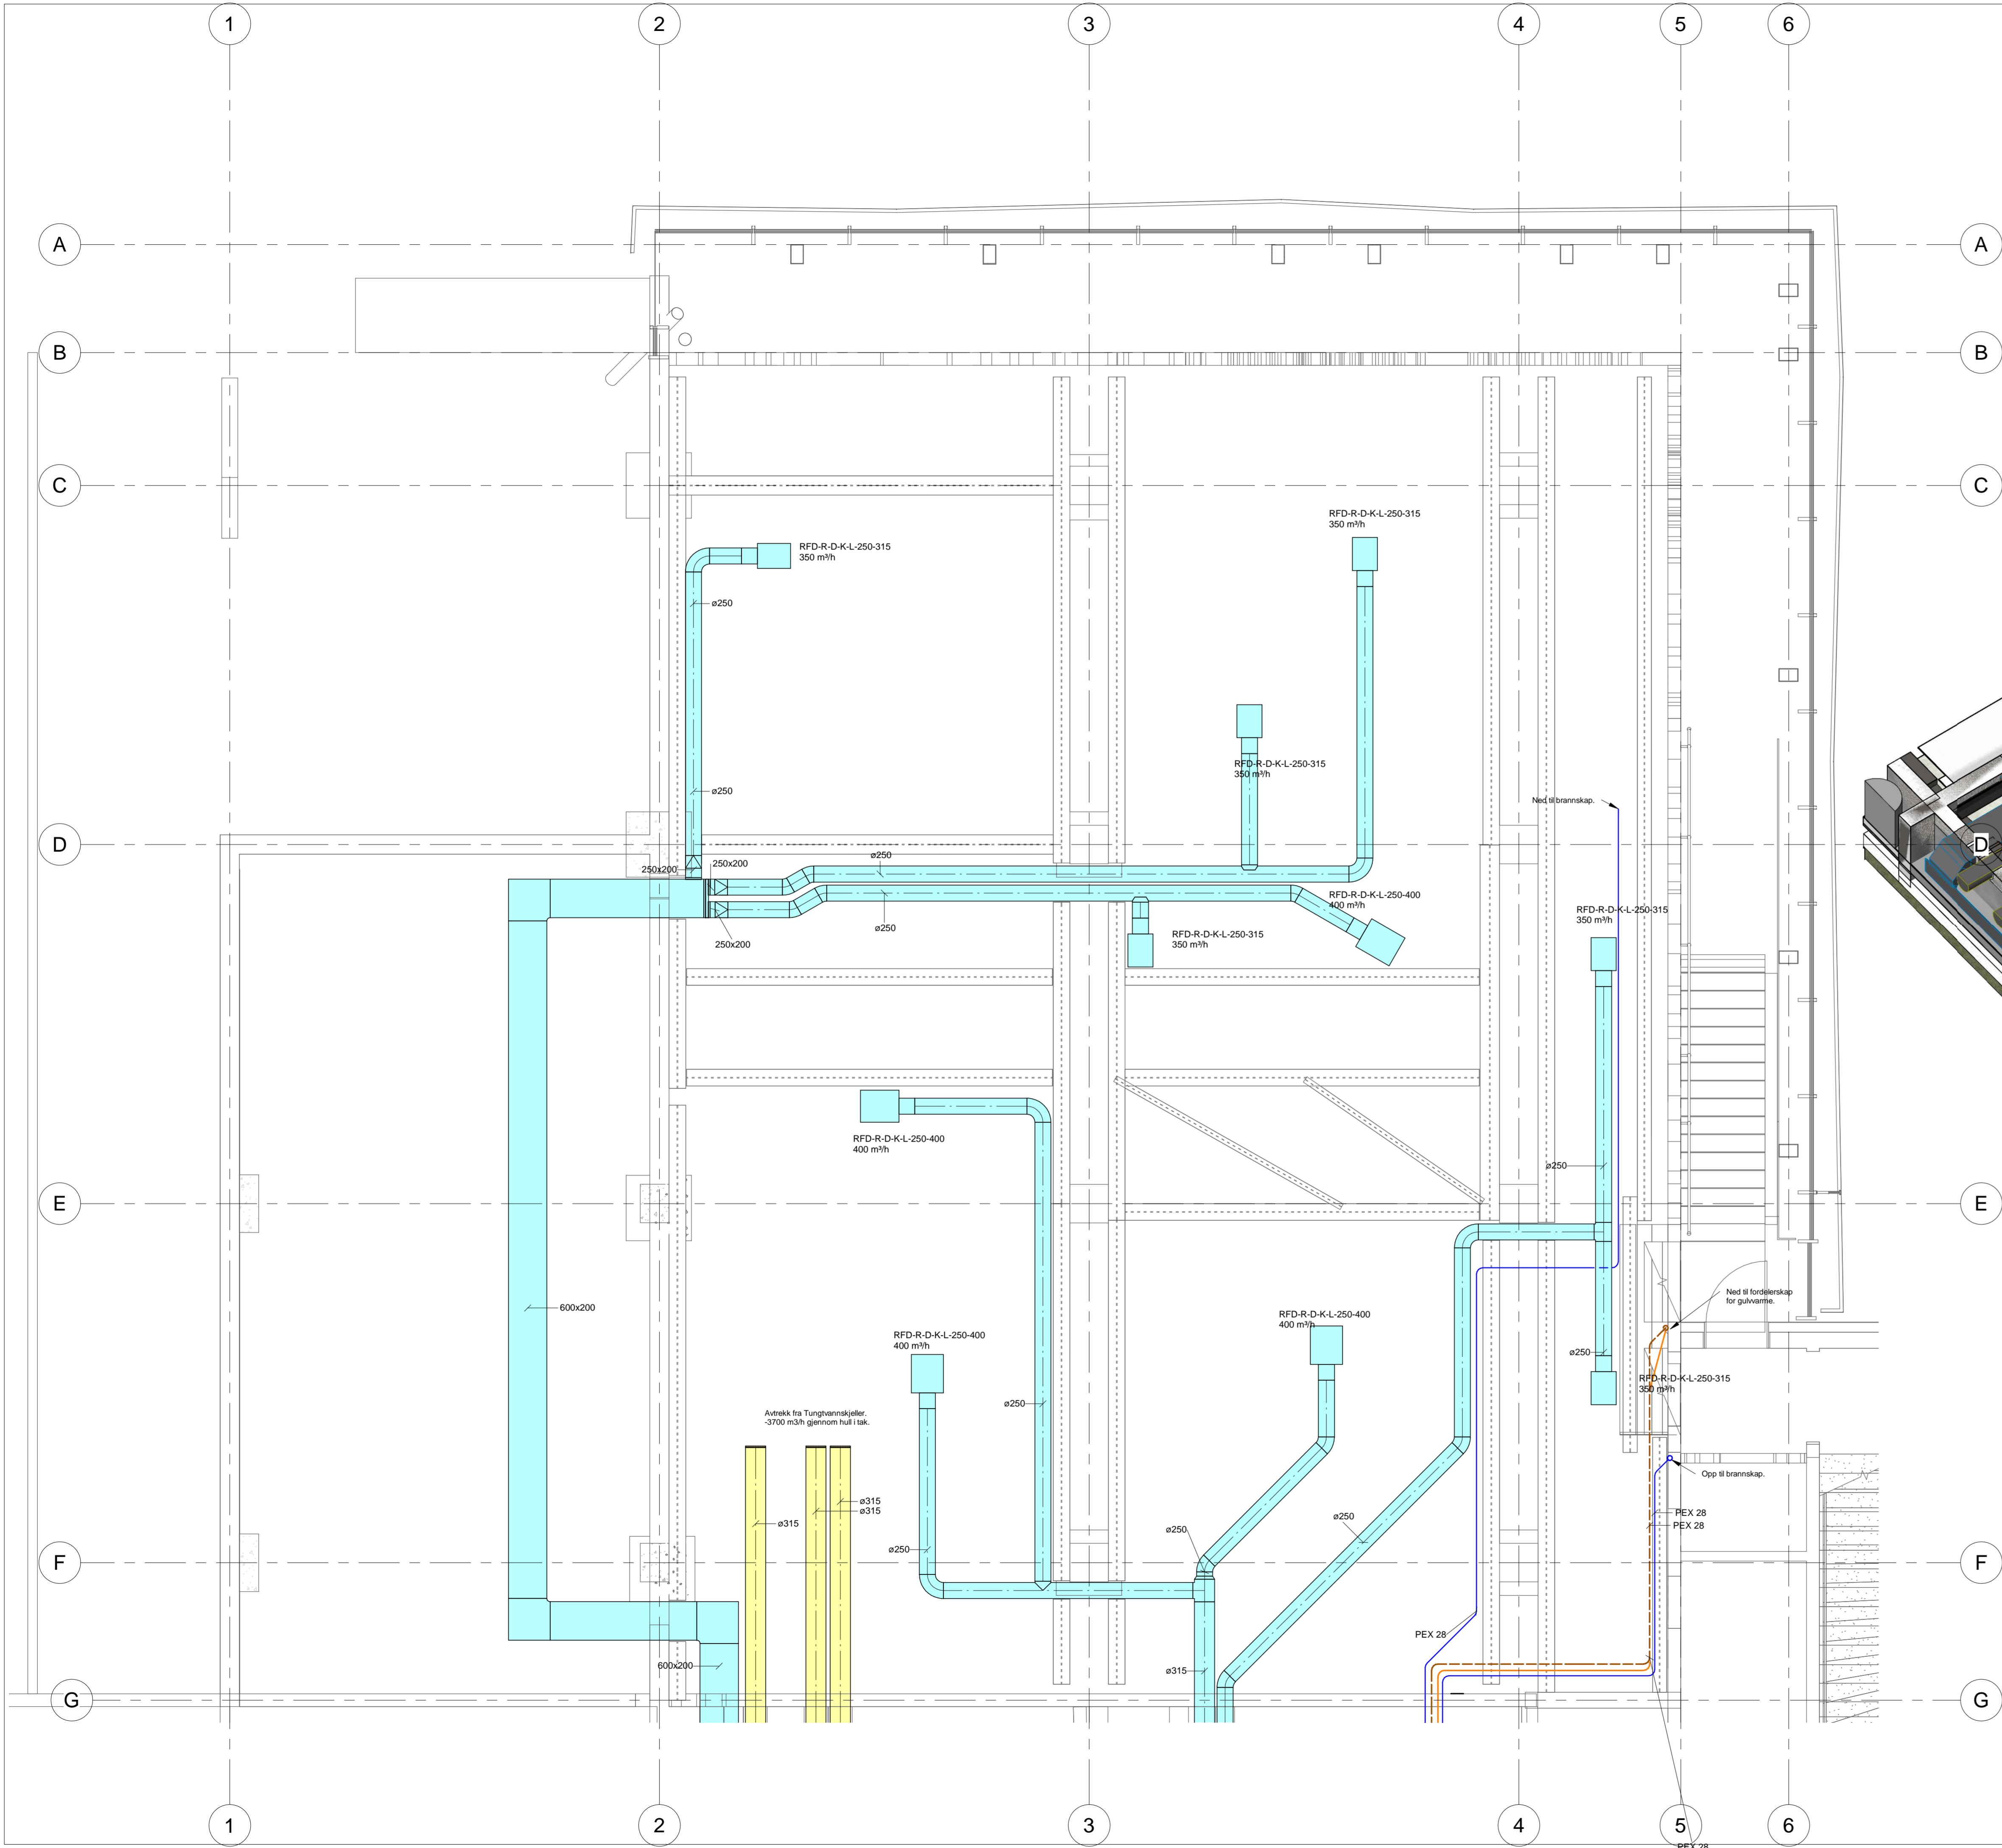 1 2 3 4 5 6
A A
B B
C C
RFD-R-D-K-L-250-315
350 m³/h
RFD-R-D-K-L-250-315
350 m³/h
ø250
RFD-R-D-K-L-250-315
350 m³/h
ø250
Ned til brannskap.
D D
250x200
250x200
ø250
250x200
ø250
RFD-R-D-K-L-250-400
400 m³/h
RFD-R-D-K-L-250-315
350 m³/h
RFD-R-D-K-L-250-315
350 m³/h
RFD-R-D-K-L-250-400
400 m³/h
ø250
E E
600x200
Ned til fordelerskap
for gulvvarme.
RFD-R-D-K-L-250-400
400 m³/h
RFD-R-D-K-L-250-400
400 m³/h
ø250
RFD-R-D-K-L-250-315
350 m³/h
ø250
Avtrekk fra Tungtvannskjeller.
-3700 m3/h gjennom hull i tak.
Opp til brannskap.
ø315
ø315
ø315
PEX 28
PEX 28
ø250
ø250
ø250
F F
PEX 28
600x200
ø315
G G
1 2 3 4 5 6
PEX 28